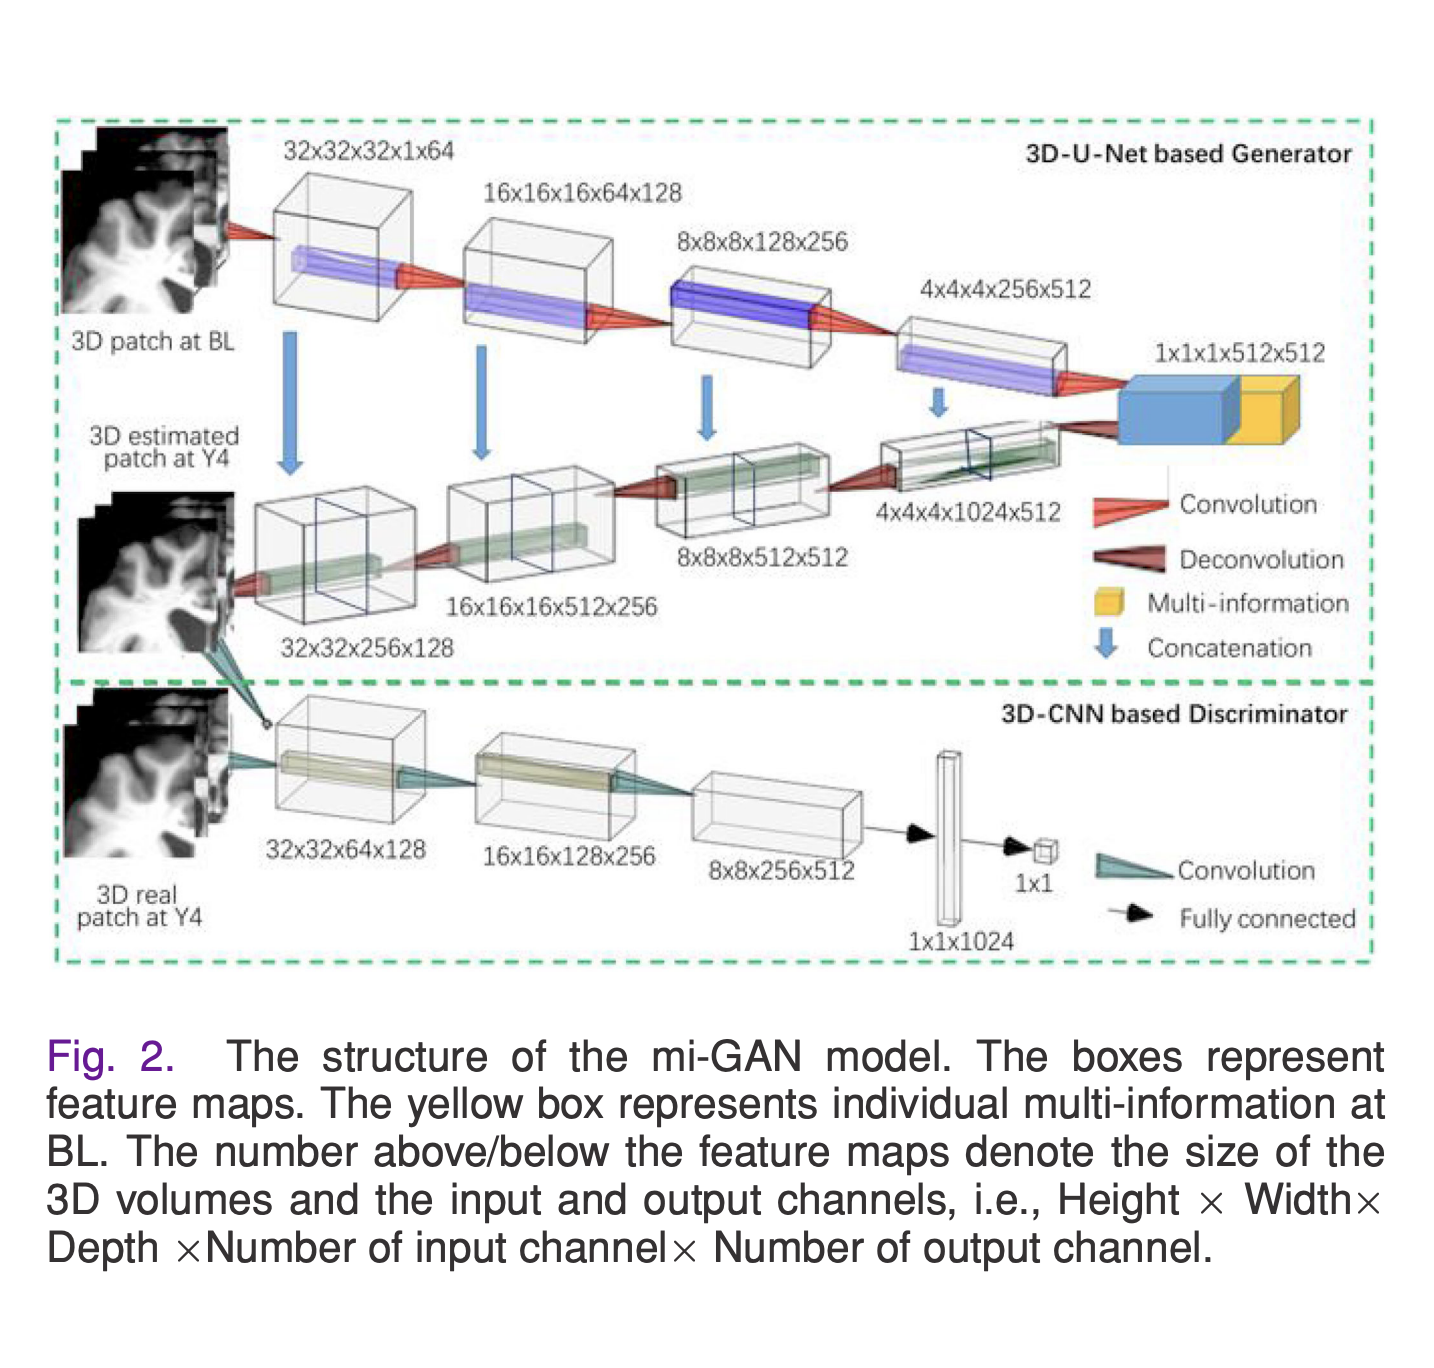 32x32x32x1x64
3D-U-Net based Generator
16x16x16x64x128
8x8x8x128x256
4x4x4x256x512
3D patch at BL
1x1x1x512x512
3D estimated
patch at Y4
4x4x4x1024x512
Convolution
8x8x8x512x512
Deconvolution
16x16x16x512x256
Multi-information
32x32x256x128
Concatenation
3D-CNN based Discriminator
32x32x64x128
16x16x128x256
8x8x256x512
1x1
Convolution
3D real
patch at Y4
Fully connected
1x1x1024
Fig. 2. The structure of the mi-GAN model. The boxes represent
feature maps. The yellow box represents individual multi-information at
BL. The number above/below the feature maps denote the size of the
3D volumes and the input and output channels, i.e., Height × Width×
Depth ×Number of input channel× Number of output channel.